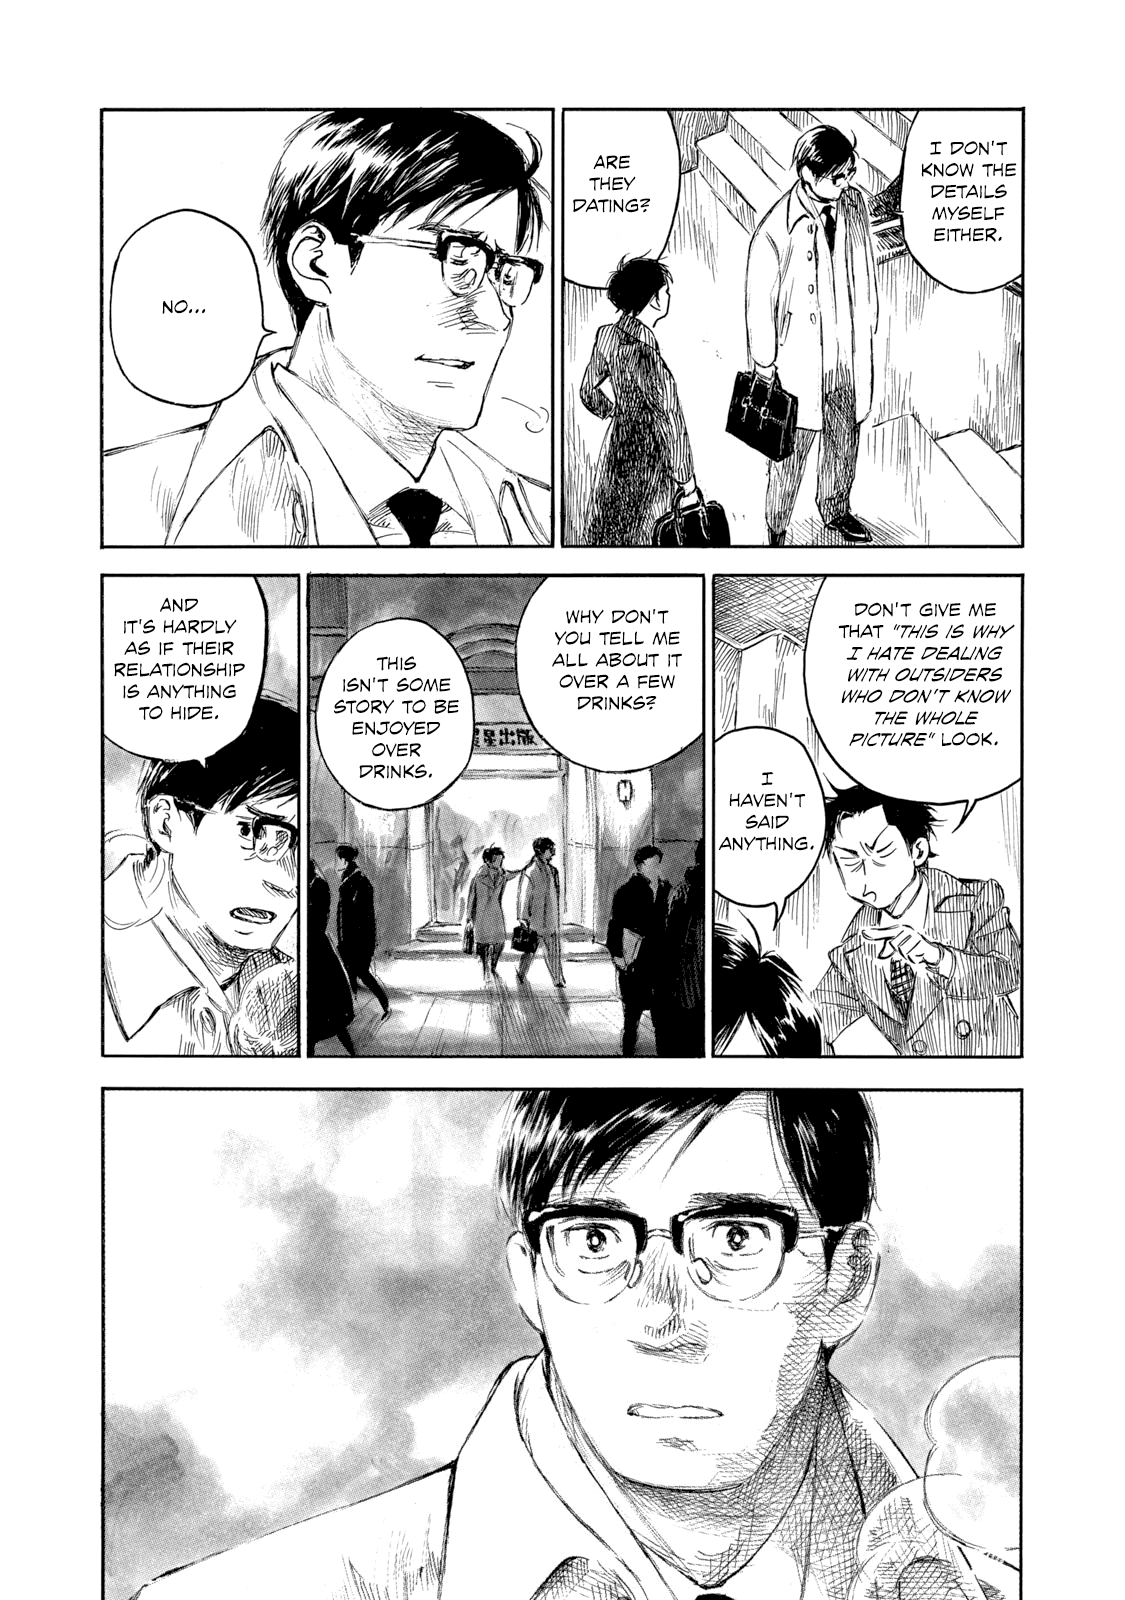 I DON'T
KNOW THE
DETAILS
MYSELF
EITHER.
ARE
THEY
DATING?
NO...
DON'T GIVE ME
THAT "THIS IS WHY
I HATE DEALING
WITH OUTSIDERS
WHO DON'T KNOW
THE WHOLE
PICTURE" LOOK.
I
HAVEN'T
SAID
ANYTHING.
WHY DON'T
YOU TELL ME
ALL ABOUT IT
OVER A FEW
DRINKS?
THIS
ISN'T SOME
STORY TO BE
ENJOYED
OVER
DRINKS.
星出版
AND
IT'S HARDLY
AS IF THEIR
RELATIONSHIP
IS ANYTHING
TO HIDE.